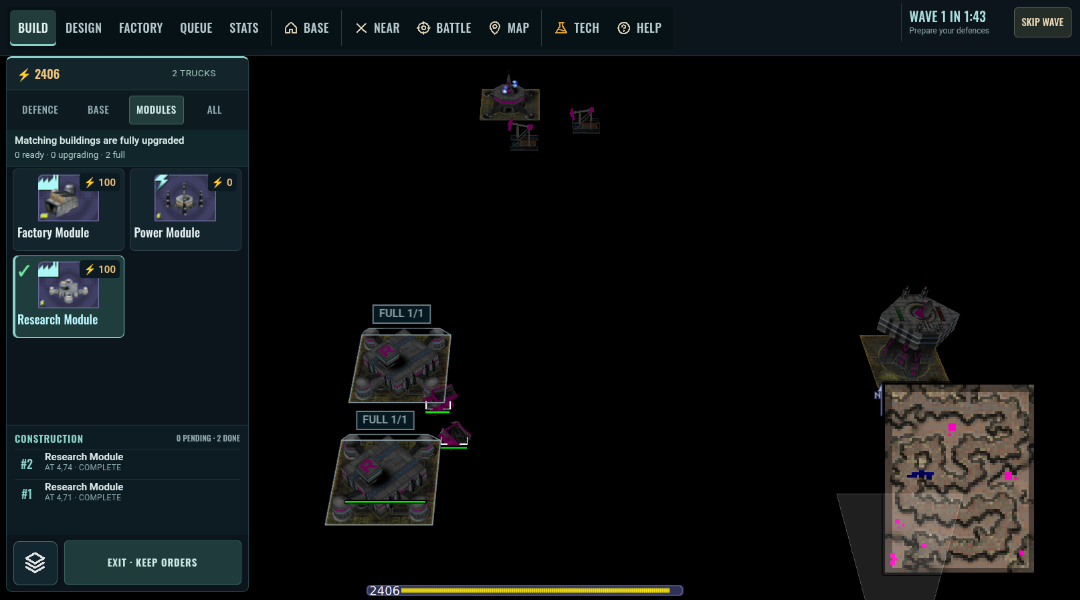 BUILD DESIGN FACTORY QUEUE STATS BASE NEAR BATTLE MAP TECH HELP
WAVE 1 IN 1:43
Prepare your defences
SKIP WAVE
2406
2 TRUCKS
DEFENCE BASE MODULES ALL
Matching buildings are fully upgraded
0 ready · 0 upgrading · 2 full
100
Factory Module
0
Power Module
100
Research Module
FULL 1/1
FULL 1/1
R
R
N
CONSTRUCTION
0 PENDING · 2 DONE
#2
Research Module
AT 4,74 · COMPLETE
#1
Research Module
AT 4,71 · COMPLETE
EXIT · KEEP ORDERS
2406